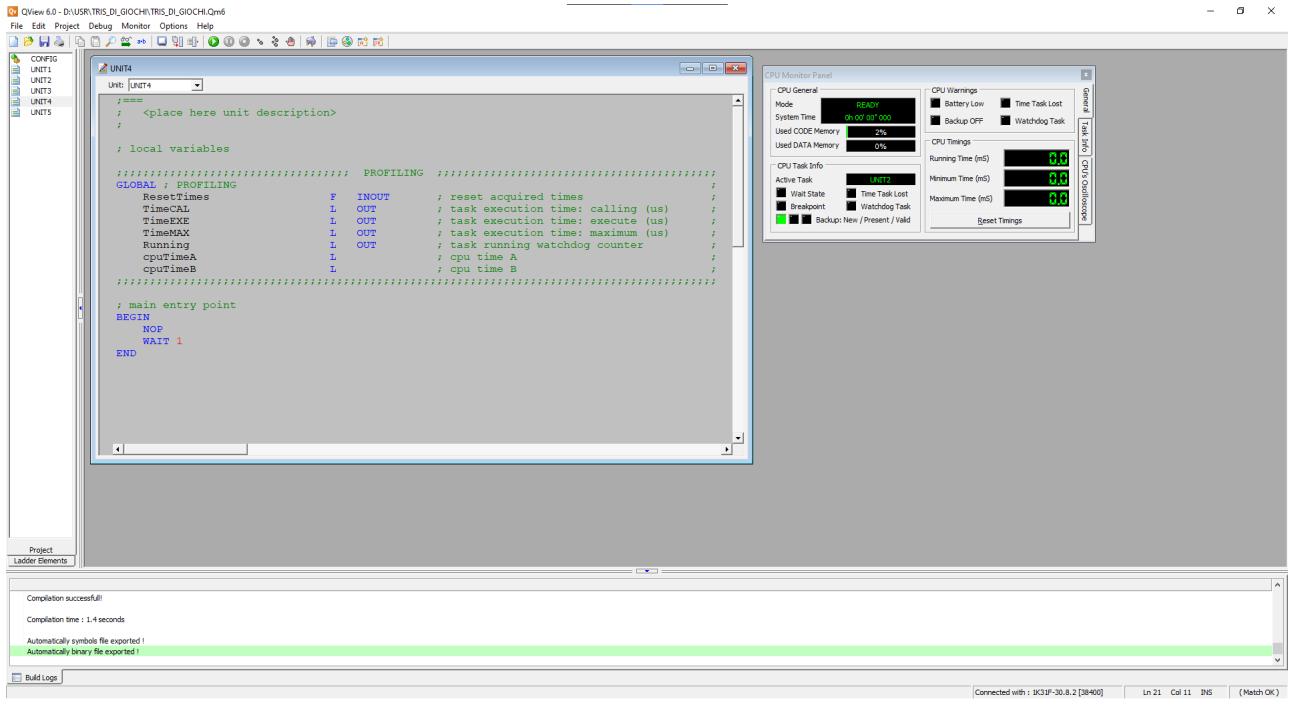 QView 6.0 - D:\USR\TRIS_DI_GIOCHI\TRIS_DI_GIOCHI.Qm6
File Edit Project Debug Monitor Options Help
CONFIG
UNIT1
UNIT2
UNIT3
UNIT4
UNIT5
Project
Ladder Elements
UNIT4
Unit: UNIT4
;===
; <place here unit description>
;
; local variables
;;;;;;;;;;;;;;;;;;;;;;;;;;;;;;;;;;; PROFILING ;;;;;;;;;;;;;;;;;;;;;;;;;;;;;;;;;;;;;;;;;;
GLOBAL ; PROFILING ;
ResetTimes F INOUT ; reset acquired times ;
TimeCAL L OUT ; task execution time: calling (us) ;
TimeEXE L OUT ; task execution time: execute (us) ;
TimeMAX L OUT ; task execution time: maximum (us) ;
Running L OUT ; task running watchdog counter ;
cpuTimeA L ; cpu time A ;
cpuTimeB L ; cpu time B ;
;;;;;;;;;;;;;;;;;;;;;;;;;;;;;;;;;;;;;;;;;;;;;;;;;;;;;;;;;;;;;;;;;;;;;;;;;;;;;;;;;;;;;;;;;;
; main entry point
BEGIN
NOP
WAIT 1
END
CPU Monitor Panel
CPU General
Mode READY
System Time 0h 00' 00" 000
Used CODE Memory 2%
Used DATA Memory 0%
CPU Task Info
Active Task UNIT2
Wait State Time Task Lost
Breakpoint Watchdog Task
Backup: New / Present / Valid
CPU Warnings
Battery Low Time Task Lost
Backup OFF Watchdog Task
CPU Timings
Running Time (mS) 0,0
Minimum Time (mS) 0,0
Maximum Time (mS) 0,0
Reset Timings
General
Task Info
CPU's Oscilloscope
Compilation successfull!
Compilation time : 1.4 seconds
Automatically symbols file exported !
Automatically binary file exported !
Build Logs
Connected with : 1K31F-30.8.2 [38400] Ln 21 Col 11 INS (Match OK)